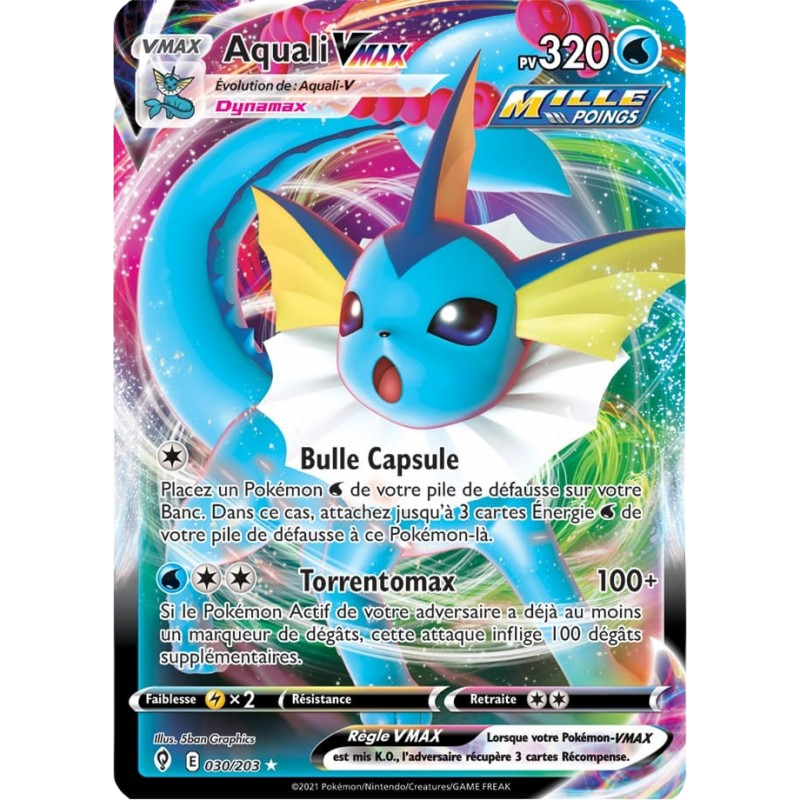 VMAX
Aquali VMAX
PV 320
Évolution de : Aquali-V
Dynamax
MILLE POINGS
Bulle Capsule
Placez un Pokémon de votre pile de défausse sur votre
Banc. Dans ce cas, attachez jusqu'à 3 cartes Énergie de
votre pile de défausse à ce Pokémon-là.
Torrentomax 100+
Si le Pokémon Actif de votre adversaire a déjà au moins
un marqueur de dégâts, cette attaque inflige 100 dégâts
supplémentaires.
Faiblesse ×2 Résistance Retraite
Illus. 5ban Graphics
Règle VMAX Lorsque votre Pokémon-VMAX
est mis K.O., l'adversaire récupère 3 cartes Récompense.
E 030/203 ★
©2021 Pokémon/Nintendo/Creatures/GAME FREAK